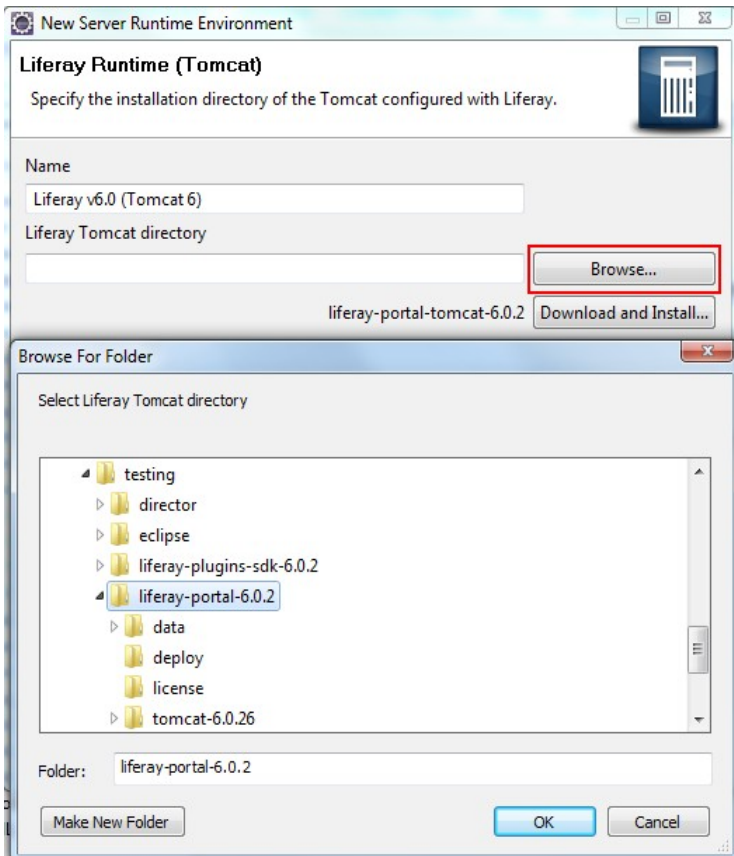 New Server Runtime Environment
Liferay Runtime (Tomcat)
Specify the installation directory of the Tomcat configured with Liferay.
Name
Liferay v6.0 (Tomcat 6)
Liferay Tomcat directory
Browse...
liferay-portal-tomcat-6.0.2 Download and Install...
Browse For Folder
Select Liferay Tomcat directory
testing
director
eclipse
liferay-plugins-sdk-6.0.2
liferay-portal-6.0.2
data
deploy
license
tomcat-6.0.26
Folder: liferay-portal-6.0.2
Make New Folder OK Cancel